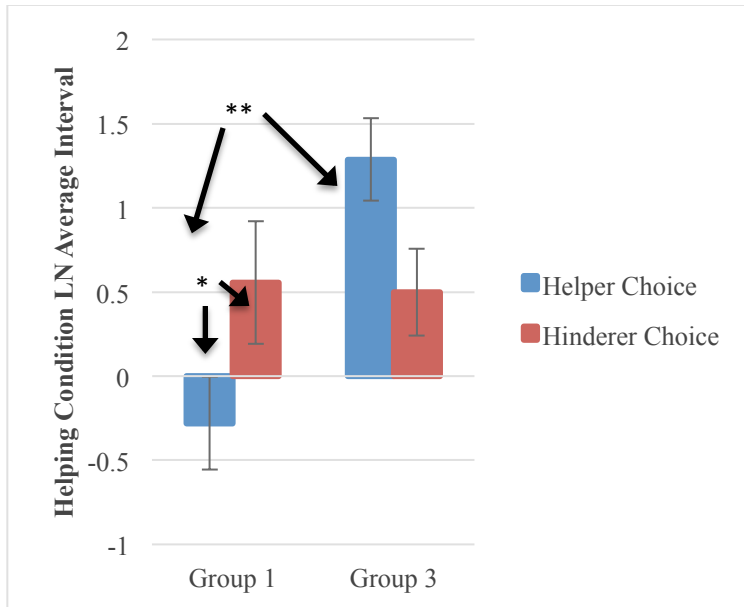 Helping Condition LN Average Interval
2
1.5
1
0.5
0
-0.5
-1
**
*
Group 1
Group 3
Helper Choice
Hinderer Choice